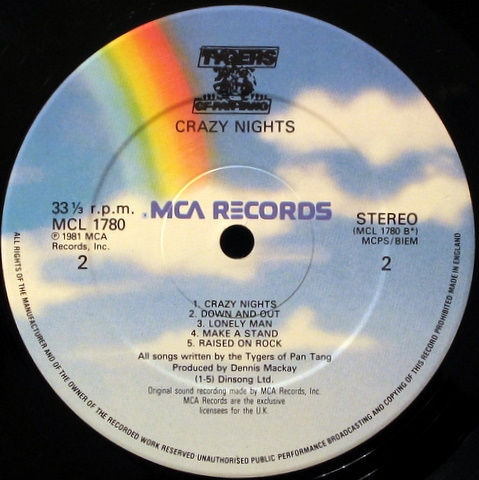 TYGERS
OF PAN TANG
CRAZY NIGHTS
33⅓ r.p.m.
MCL 1780
℗ 1981 MCA
Records, Inc.
2
MCA RECORDS
STEREO
(MCL 1780 B*)
MCPS/BIEM
2
1. CRAZY NIGHTS
2. DOWN AND OUT
3. LONELY MAN
4. MAKE A STAND
5. RAISED ON ROCK
All songs written by the Tygers of Pan Tang
Produced by Dennis Mackay
(1-5) Dinsong Ltd.
Original sound recording made by MCA Records, Inc.
MCA Records are the exclusive
licensees for the U.K.
ALL RIGHTS OF THE MANUFACTURER AND OF THE OWNER OF THE RECORDED WORK RESERVED UNAUTHORISED PUBLIC PERFORMANCE BROADCASTING AND COPYING OF THIS RECORD PROHIBITED MADE IN ENGLAND